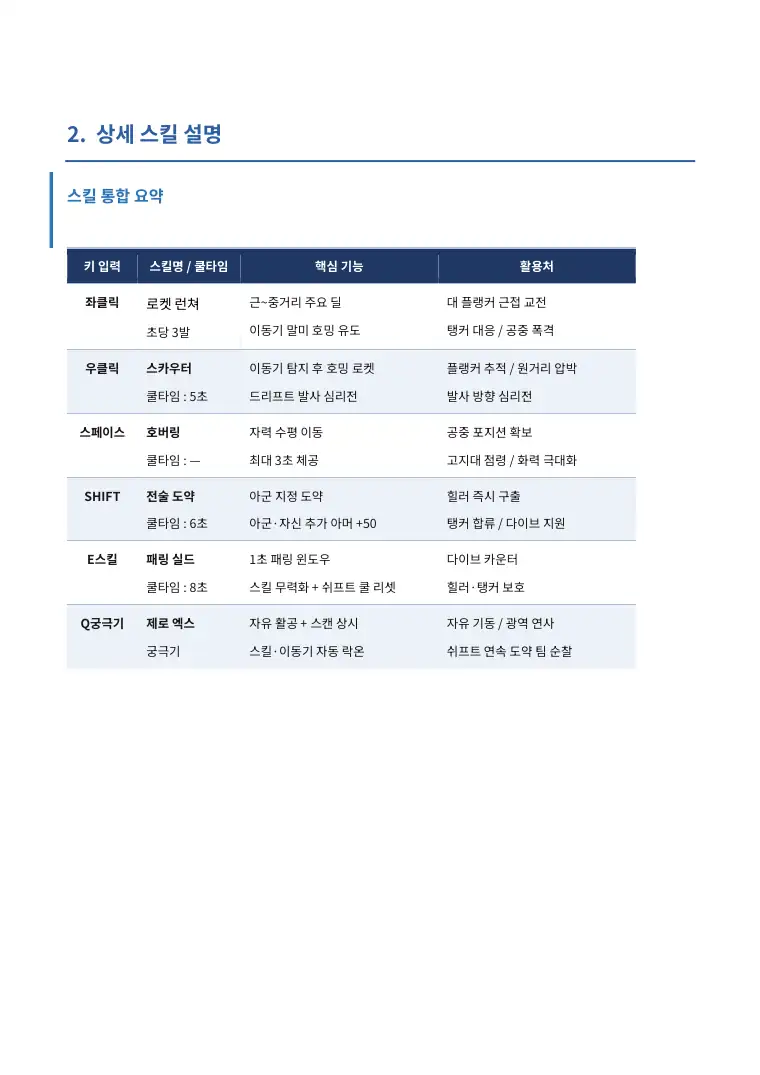 2. 상세 스킬 설명
스킬 통합 요약
키 입력 스킬명 / 쿨타임 핵심 기능 활용처
좌클릭 로켓 런쳐 근~중거리 주요 딜 대 플랭커 근접 교전
초당 3발 이동기 말미 호밍 유도 탱커 대응 / 공중 폭격
우클릭 스카우터 이동기 탐지 후 호밍 로켓 플랭커 추적 / 원거리 압박
쿨타임 : 5초 드리프트 발사 심리전 발사 방향 심리전
스페이스 호버링 자력 수평 이동 공중 포지션 확보
쿨타임 : — 최대 3초 체공 고지대 점령 / 화력 극대화
SHIFT 전술 도약 아군 지정 도약 힐러 즉시 구출
쿨타임 : 6초 아군·자신 추가 아머 +50 탱커 합류 / 다이브 지원
E스킬 패링 실드 1초 패링 윈도우 다이브 카운터
쿨타임 : 8초 스킬 무력화 + 쉬프트 쿨 리셋 힐러·탱커 보호
Q궁극기 제로 엑스 자유 활공 + 스캔 상시 자유 기동 / 광역 연사
궁극기 스킬·이동기 자동 락온 쉬프트 연속 도약 팀 순찰